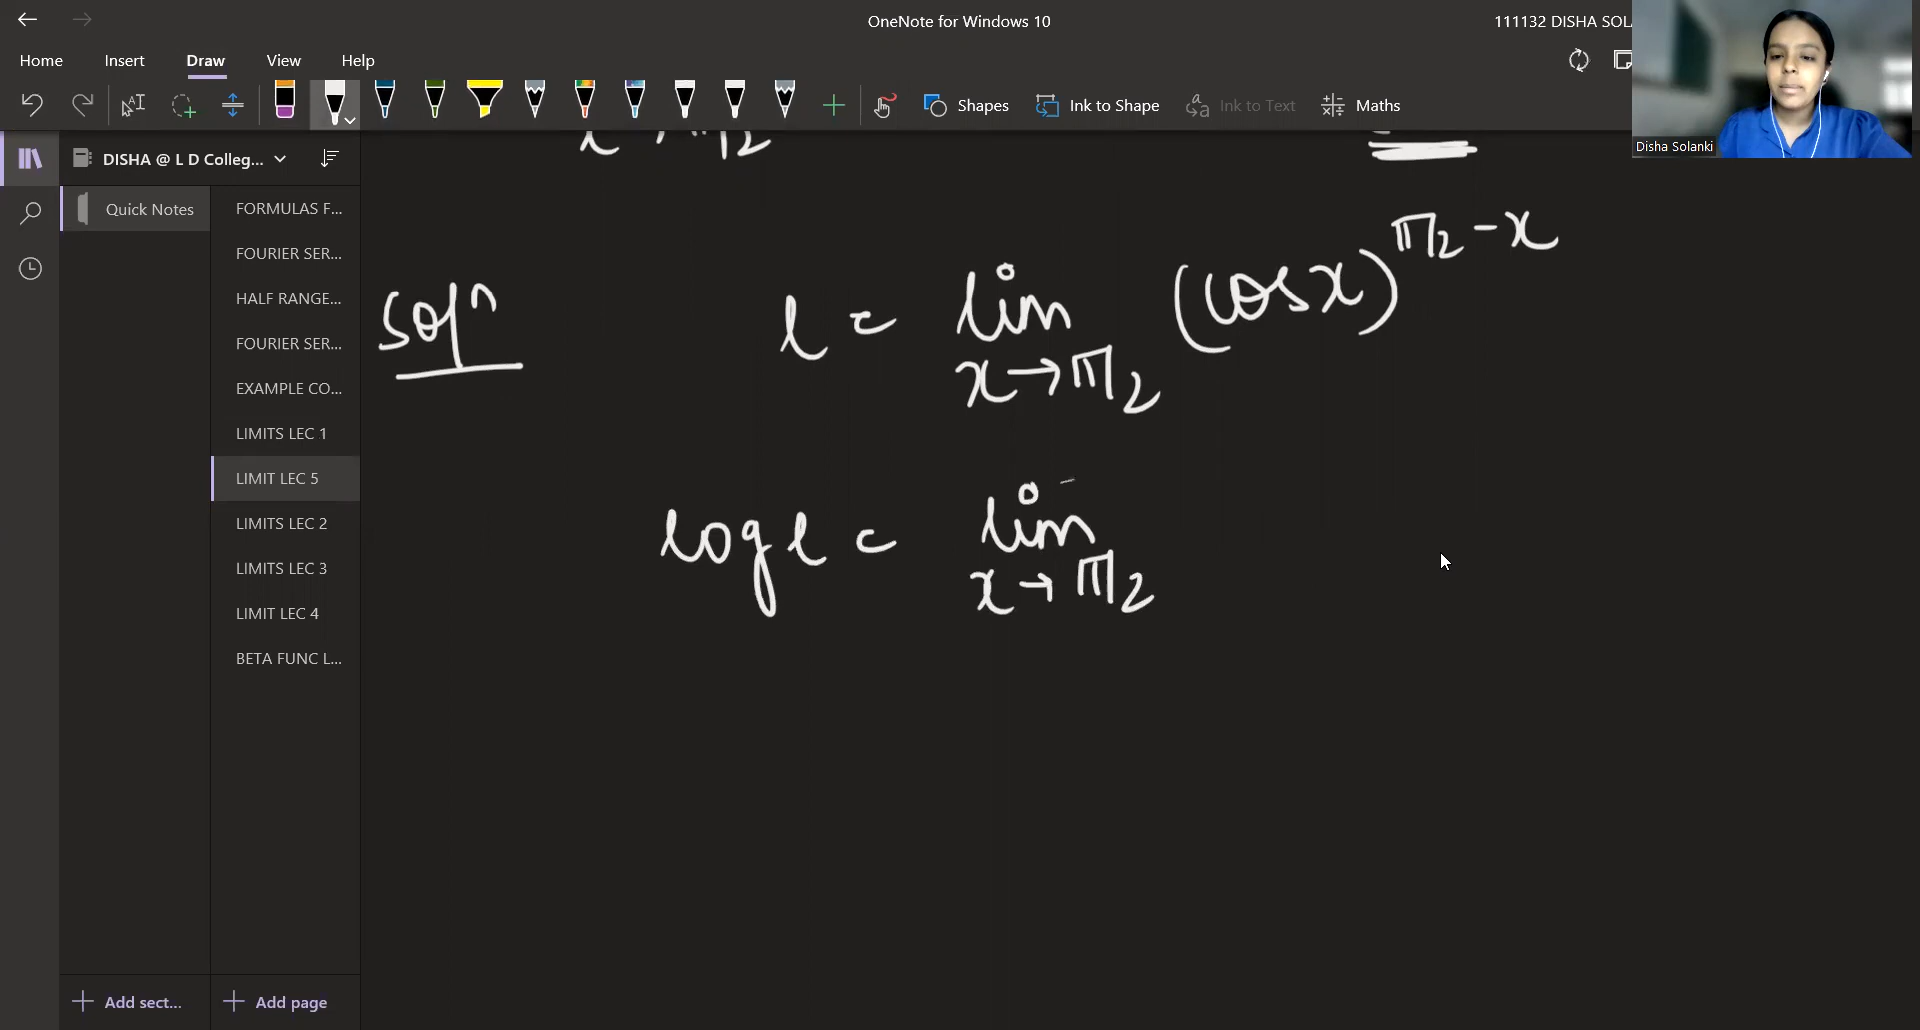 OneNote for Windows 10
111132 DISHA SOLA
Home Insert Draw View Help
Shapes Ink to Shape Ink to Text Maths
DISHA @ L D Colleg...
Disha Solanki
Quick Notes
FORMULAS F...
FOURIER SER...
HALF RANGE...
FOURIER SER...
EXAMPLE CO...
LIMITS LEC 1
LIMIT LEC 5
LIMITS LEC 2
LIMITS LEC 3
LIMIT LEC 4
BETA FUNC L...
Add sect...
Add page
x → π/2
Solⁿ
l = lim (cosx)^π/2 - x
x → π/2
log l = lim
x → π/2